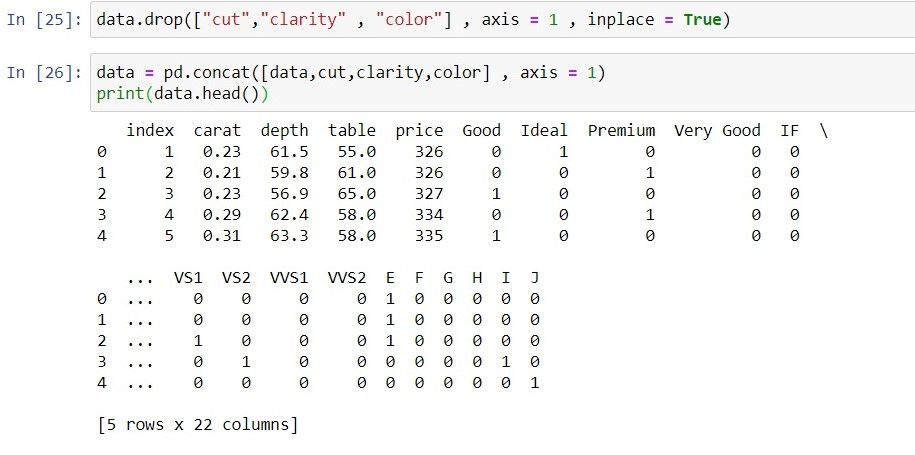 In [25]: data.drop(["cut","clarity" , "color"] , axis = 1 , inplace = True)
In [26]: data = pd.concat([data,cut,clarity,color] , axis = 1)
print(data.head())
index carat depth table price Good Ideal Premium Very Good IF \
0 1 0.23 61.5 55.0 326 0 1 0 0 0
1 2 0.21 59.8 61.0 326 0 0 1 0 0
2 3 0.23 56.9 65.0 327 1 0 0 0 0
3 4 0.29 62.4 58.0 334 0 0 1 0 0
4 5 0.31 63.3 58.0 335 1 0 0 0 0
... VS1 VS2 VVS1 VVS2 E F G H I J
0 ... 0 0 0 0 1 0 0 0 0 0
1 ... 0 0 0 0 1 0 0 0 0 0
2 ... 1 0 0 0 1 0 0 0 0 0
3 ... 0 1 0 0 0 0 0 0 1 0
4 ... 0 0 0 0 0 0 0 0 0 1
[5 rows x 22 columns]